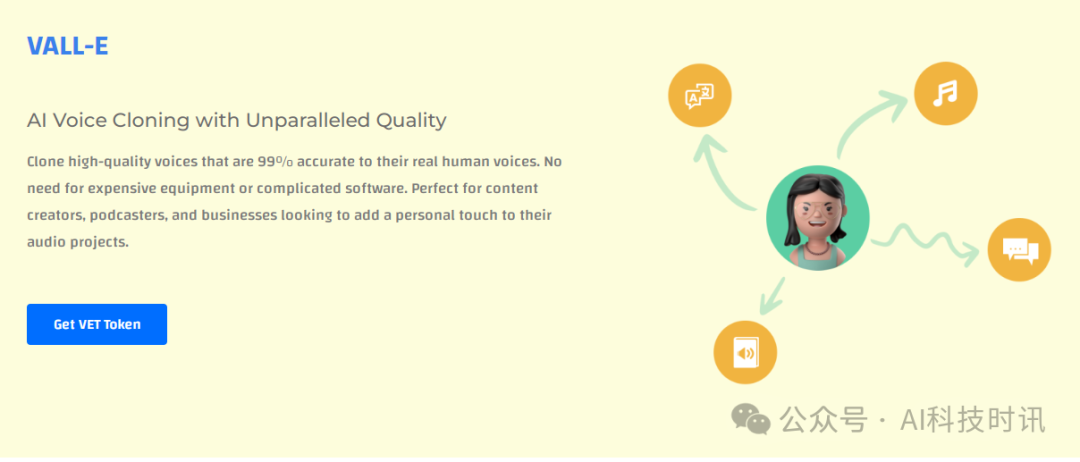 VALL-E
AI Voice Cloning with Unparalleled Quality
Clone high-quality voices that are 99% accurate to their real human voices. No
need for expensive equipment or complicated software. Perfect for content
creators, podcasters, and businesses looking to add a personal touch to their
audio projects.
Get VET Token
A 文
公众号 · AI科技时讯